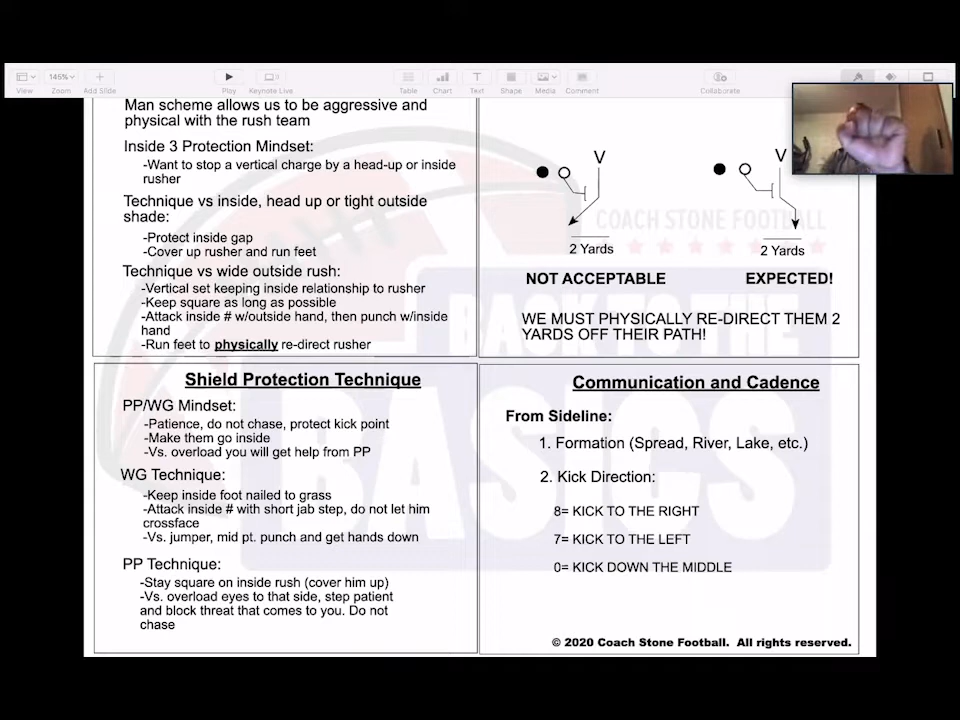 145%
View
Zoom
Add Slide
Play
Keynote Live
Table
Chart
Text
Shape
Media
Comment
Collaborate
Man scheme allows us to be aggressive and
physical with the rush team
Inside 3 Protection Mindset:
-Want to stop a vertical charge by a head-up or inside
rusher
Technique vs inside, head up or tight outside
shade:
-Protect inside gap
-Cover up rusher and run feet
Technique vs wide outside rush:
-Vertical set keeping inside relationship to rusher
-Keep square as long as possible
-Attack inside # w/outside hand, then punch w/inside
hand
-Run feet to physically re-direct rusher
V
V
COACH STONE FOOTBALL
2 Yards
2 Yards
NOT ACCEPTABLE
EXPECTED!
WE MUST PHYSICALLY RE-DIRECT THEM 2
YARDS OFF THEIR PATH!
BACK TO THE
BASICS
Shield Protection Technique
PP/WG Mindset:
-Patience, do not chase, protect kick point
-Make them go inside
-Vs. overload you will get help from PP
WG Technique:
-Keep inside foot nailed to grass
-Attack inside # with short jab step, do not let him
crossface
-Vs. jumper, mid pt. punch and get hands down
PP Technique:
-Stay square on inside rush (cover him up)
-Vs. overload eyes to that side, step patient
and block threat that comes to you. Do not
chase
Communication and Cadence
From Sideline:
1. Formation (Spread, River, Lake, etc.)
2. Kick Direction:
8= KICK TO THE RIGHT
7= KICK TO THE LEFT
0= KICK DOWN THE MIDDLE
© 2020 Coach Stone Football. All rights reserved.